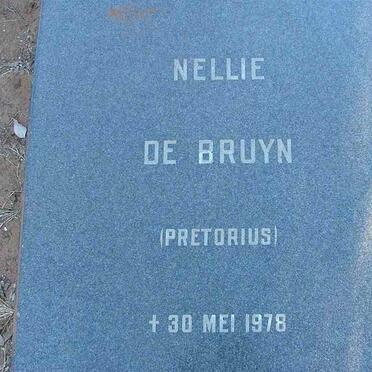 NELLIE
DE BRUYN
(PRETORIUS)
✝ 30 MEI 1978